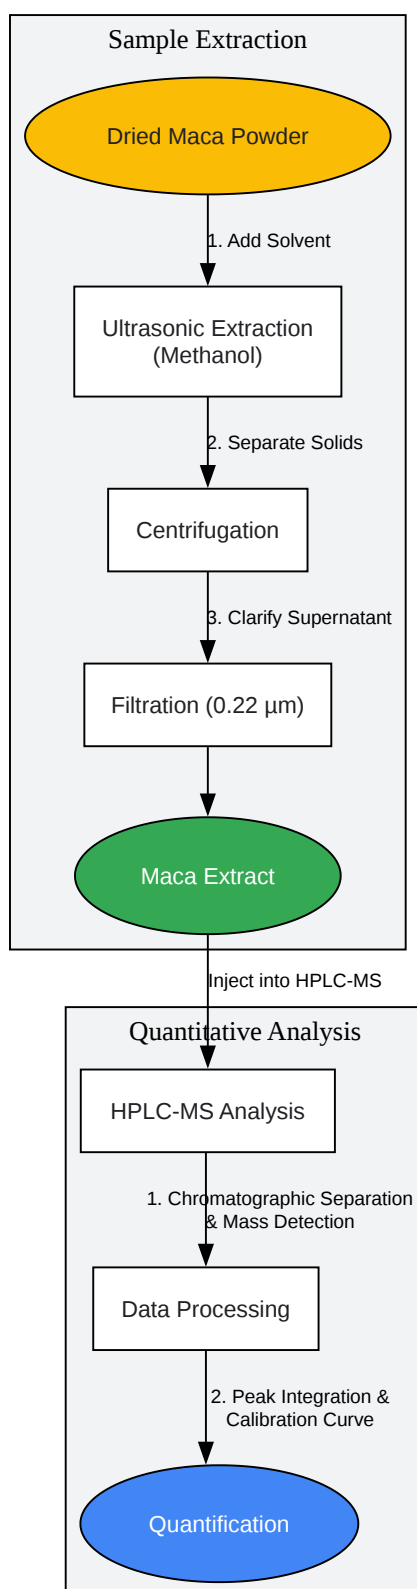 Sample Extraction
Dried Maca Powder
1. Add Solvent
Ultrasonic Extraction
(Methanol)
2. Separate Solids
Centrifugation
3. Clarify Supernatant
Filtration (0.22 µm)
Maca Extract
Inject into HPLC-MS
Quantitative Analysis
HPLC-MS Analysis
1. Chromatographic Separation
& Mass Detection
Data Processing
2. Peak Integration &
Calibration Curve
Quantification